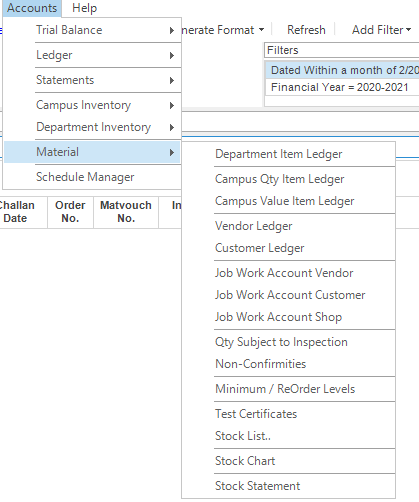 Accounts Help
Trial Balance
Ledger
Statements
Campus Inventory
Department Inventory
Material
Schedule Manager
Format Refresh Add Filter
Filters
Dated Within a month of
Financial Year = 2020-2021
Challan Date
Order No.
Matvouch No.
Department Item Ledger
Campus Qty Item Ledger
Campus Value Item Ledger
Vendor Ledger
Customer Ledger
Job Work Account Vendor
Job Work Account Customer
Job Work Account Shop
Qty Subject to Inspection
Non-Confirmities
Minimum / ReOrder Levels
Test Certificates
Stock List..
Stock Chart
Stock Statement